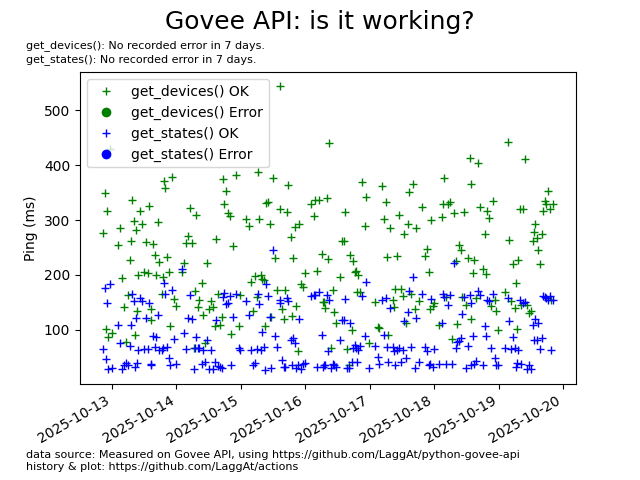 Govee API: is it working?
get_devices(): No recorded error in 7 days.
get_states(): No recorded error in 7 days.
get_devices() OK
get_devices() Error
get_states() OK
get_states() Error
Ping (ms)
500
400
300
200
100
2025-10-13
2025-10-14
2025-10-15
2025-10-16
2025-10-17
2025-10-18
2025-10-19
2025-10-20
data source: Measured on Govee API, using https://github.com/LaggAt/python-govee-api
history & plot: https://github.com/LaggAt/actions